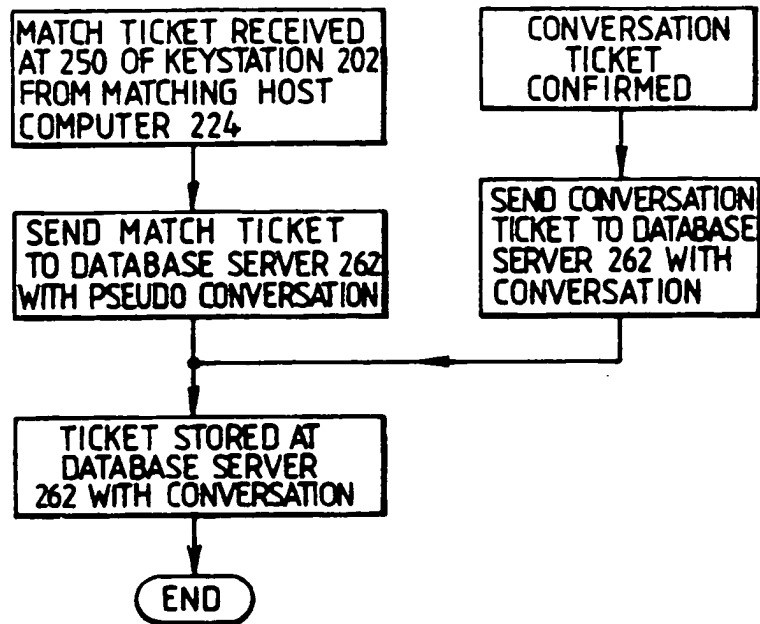 MATCH TICKET RECEIVED
AT 250 OF KEYSTATION 202
FROM MATCHING HOST
COMPUTER 224
CONVERSATION
TICKET
CONFIRMED
SEND MATCH TICKET
TO DATABASE SERVER 262
WITH PSEUDO CONVERSATION
SEND CONVERSATION
TICKET TO DATABASE
SERVER 262 WITH
CONVERSATION
TICKET STORED AT
DATABASE SERVER
262 WITH CONVERSATION
END